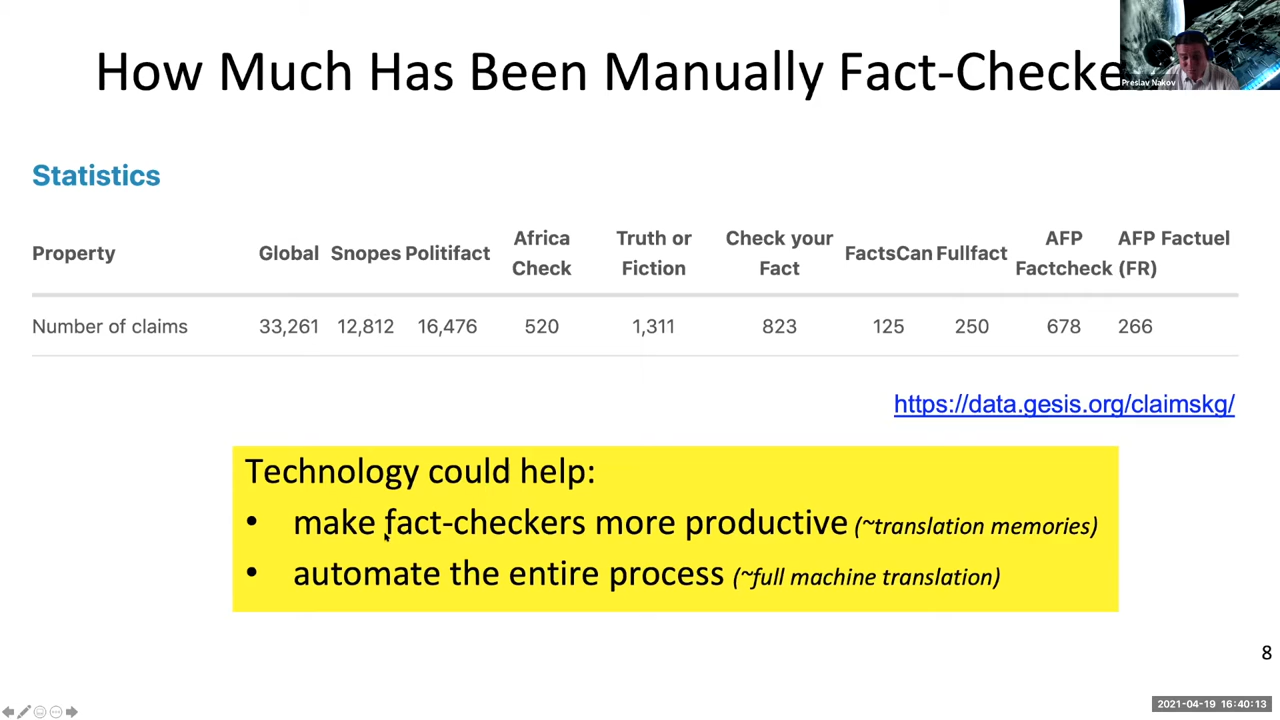 How Much Has Been Manually Fact-Checke
Preslav Nakov
Statistics
Property Global Snopes Politifact Africa Check Truth or Fiction Check your Fact FactsCan Fullfact AFP Factcheck AFP Factuel (FR)
Number of claims 33,261 12,812 16,476 520 1,311 823 125 250 678 266
https://data.gesis.org/claimskg/
Technology could help:
• make fact-checkers more productive (~translation memories)
• automate the entire process (~full machine translation)
8
2021-04-19 16:40:13